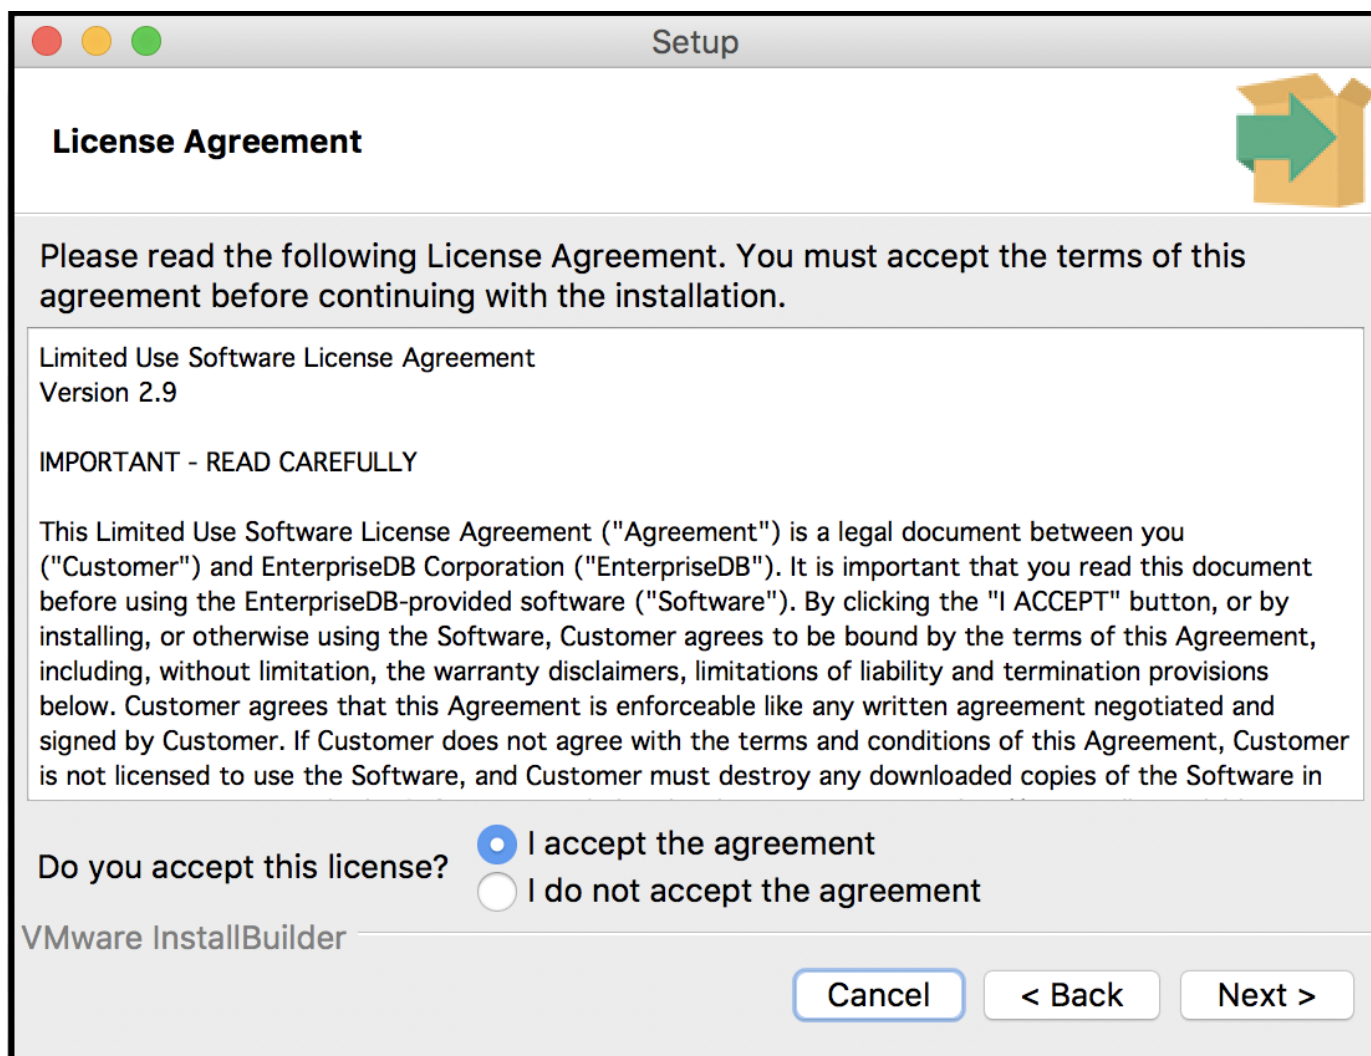 Setup
License Agreement
Please read the following License Agreement. You must accept the terms of this
agreement before continuing with the installation.
Limited Use Software License Agreement
Version 2.9
IMPORTANT - READ CAREFULLY
This Limited Use Software License Agreement ("Agreement") is a legal document between you
("Customer") and EnterpriseDB Corporation ("EnterpriseDB"). It is important that you read this document
before using the EnterpriseDB-provided software ("Software"). By clicking the "I ACCEPT" button, or by
installing, or otherwise using the Software, Customer agrees to be bound by the terms of this Agreement,
including, without limitation, the warranty disclaimers, limitations of liability and termination provisions
below. Customer agrees that this Agreement is enforceable like any written agreement negotiated and
signed by Customer. If Customer does not agree with the terms and conditions of this Agreement, Customer
is not licensed to use the Software, and Customer must destroy any downloaded copies of the Software in
Do you accept this license?
I accept the agreement
I do not accept the agreement
VMware InstallBuilder
Cancel
< Back
Next >